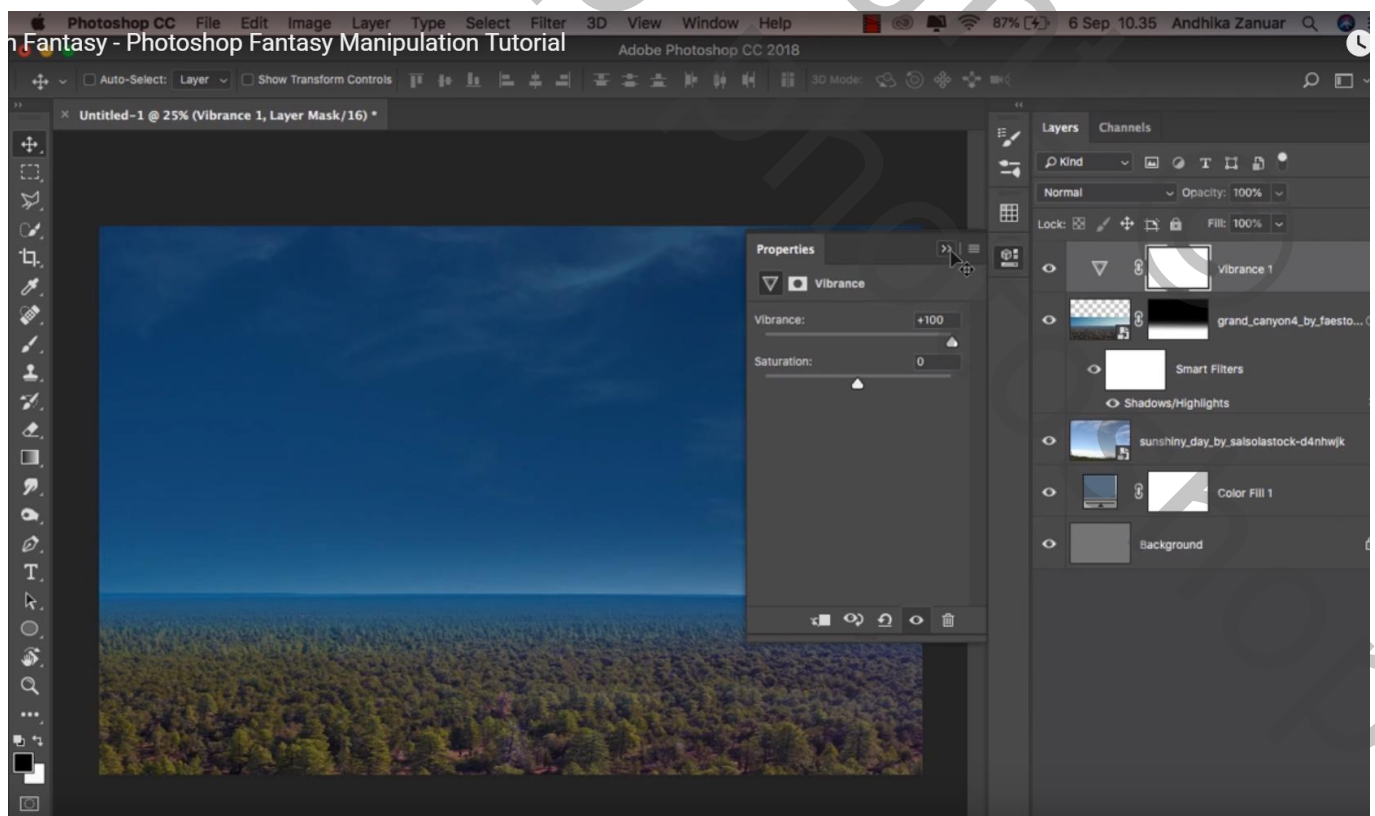 Photoshop CC File Edit Image Layer Type Select Filter 3D View Window Help 87% 6 Sep 10.35 Andhika Zanuar
n Fantasy - Photoshop Fantasy Manipulation Tutorial
Adobe Photoshop CC 2018
Auto-Select: Layer Show Transform Controls 3D Mode:
× Untitled-1 @ 25% (Vibrance 1, Layer Mask/16) *
Layers Channels
Kind
Normal Opacity: 100%
Lock: Fill: 100%
Properties
Vibrance
Vibrance: +100
Saturation: 0
Vibrance 1
grand_canyon4_by_faesto...
Smart Filters
Shadows/Highlights
sunshiny_day_by_salsolastock-d4nhwjk
Color Fill 1
Background